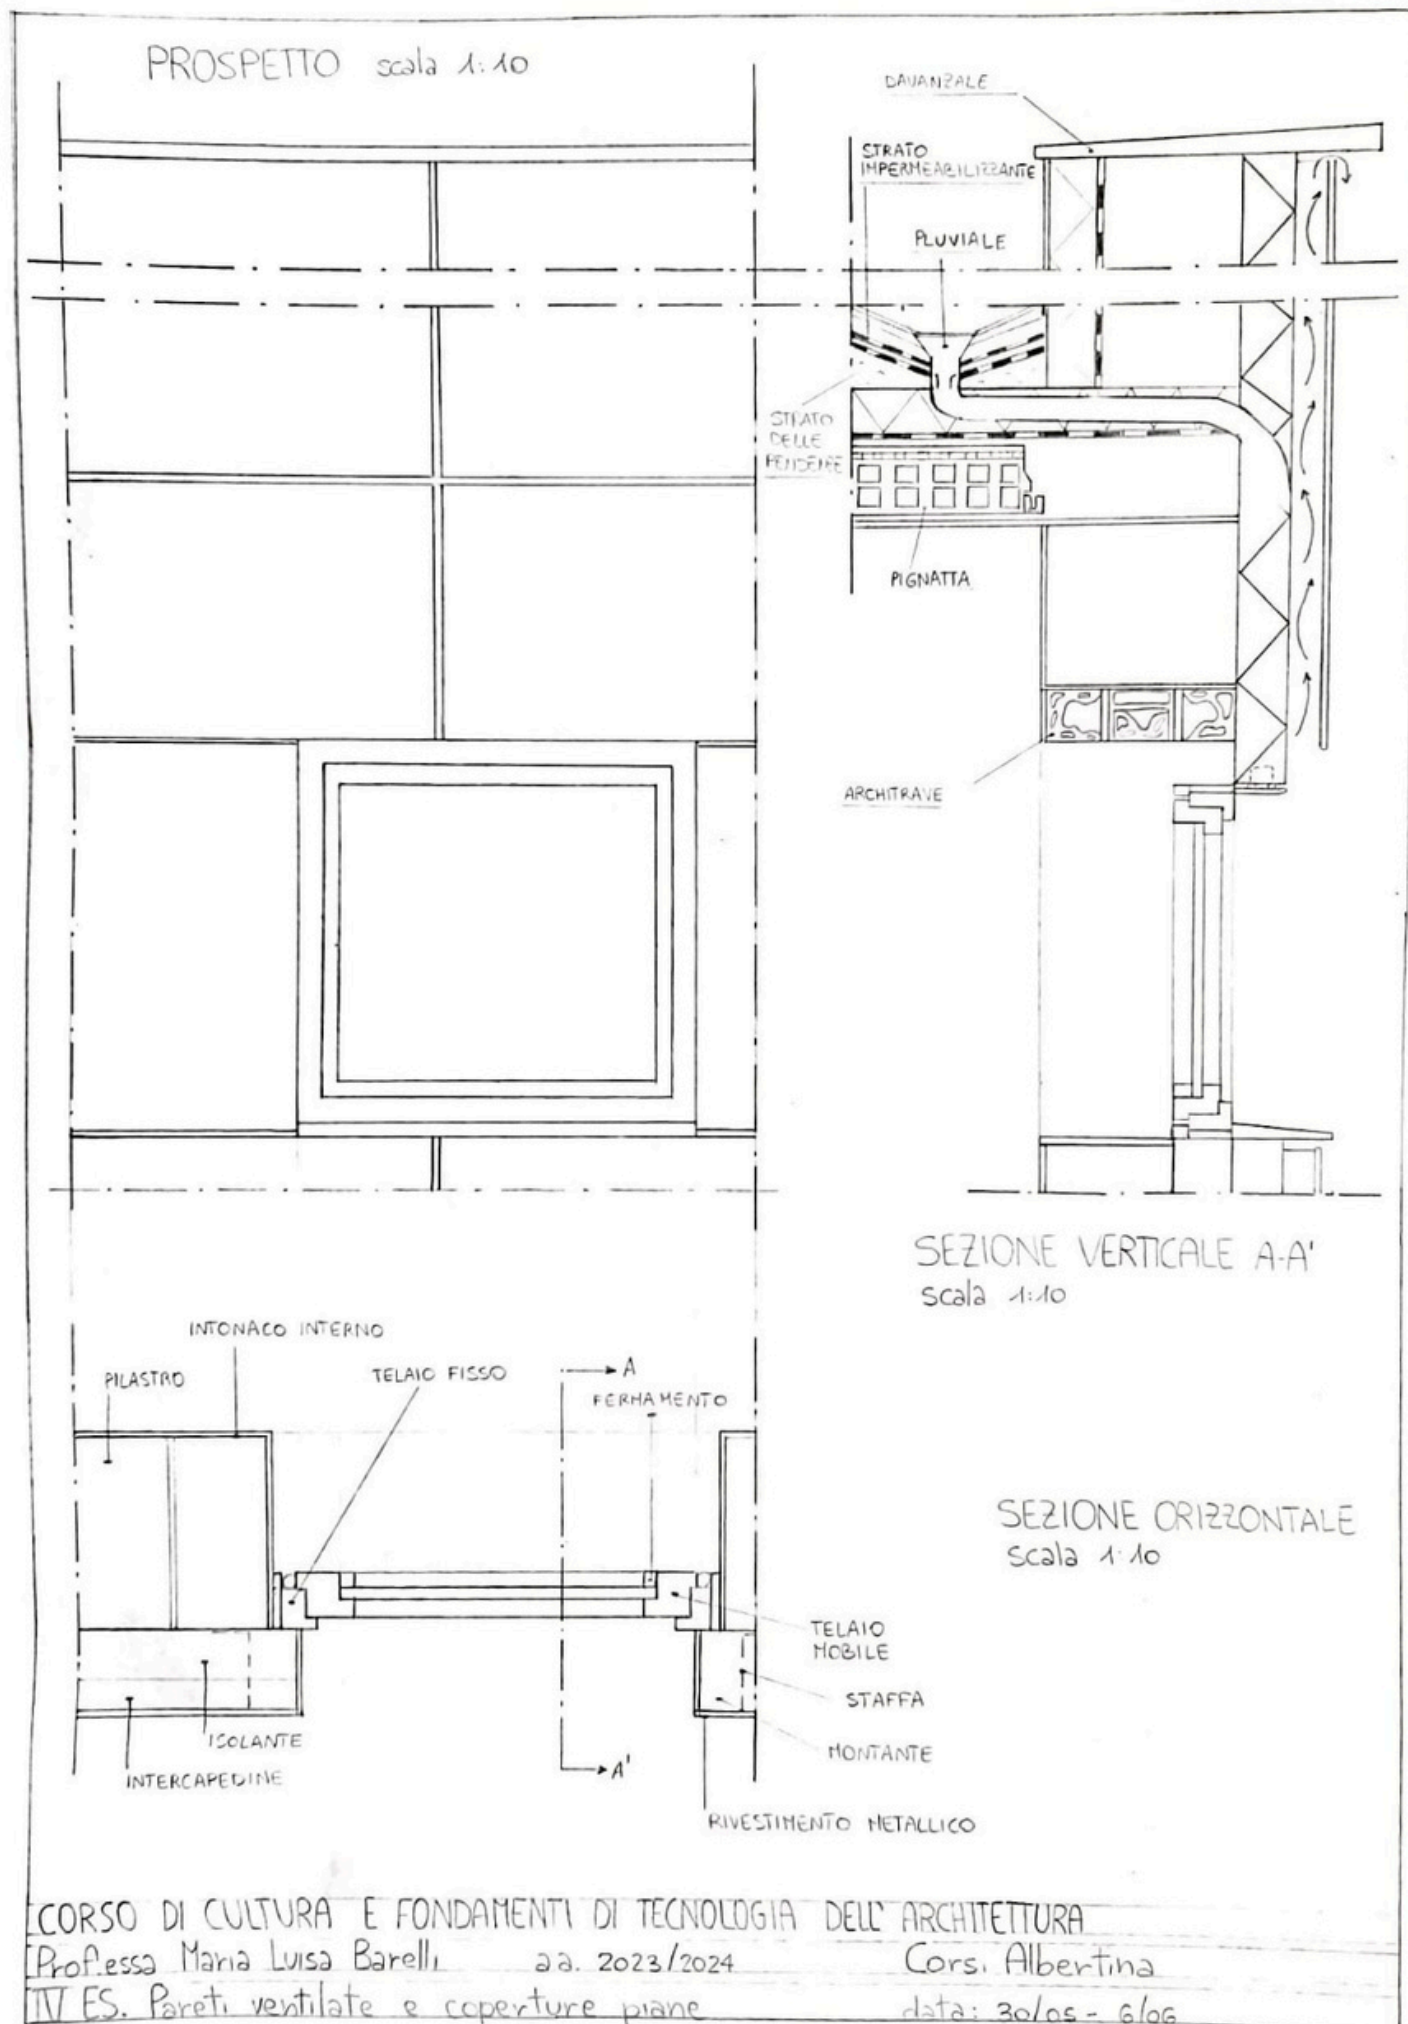 PROSPETTO scala 1:10
DAVANZALE
STRATO
IMPERMEABILIZZANTE
PLUVIALE
STRATO
DELLE
PENDENZE
PIGNATTA
ARCHITRAVE
SEZIONE VERTICALE A-A'
scala 1:10
INTONACO INTERNO
PILASTRO
TELAIO FISSO
A
FERMAMENTO
SEZIONE ORIZZONTALE
scala 1:10
TELAIO
MOBILE
STAFFA
ISOLANTE
MONTANTE
INTERCAPEDINE
A'
RIVESTIMENTO METALLICO
CORSO DI CULTURA E FONDAMENTI DI TECNOLOGIA DELL' ARCHITETTURA
Prof.essa Maria Luisa Barelli aa. 2023/2024 Corsi Albertina
IV ES. Pareti ventilate e coperture piane data: 30/05 - 6/06